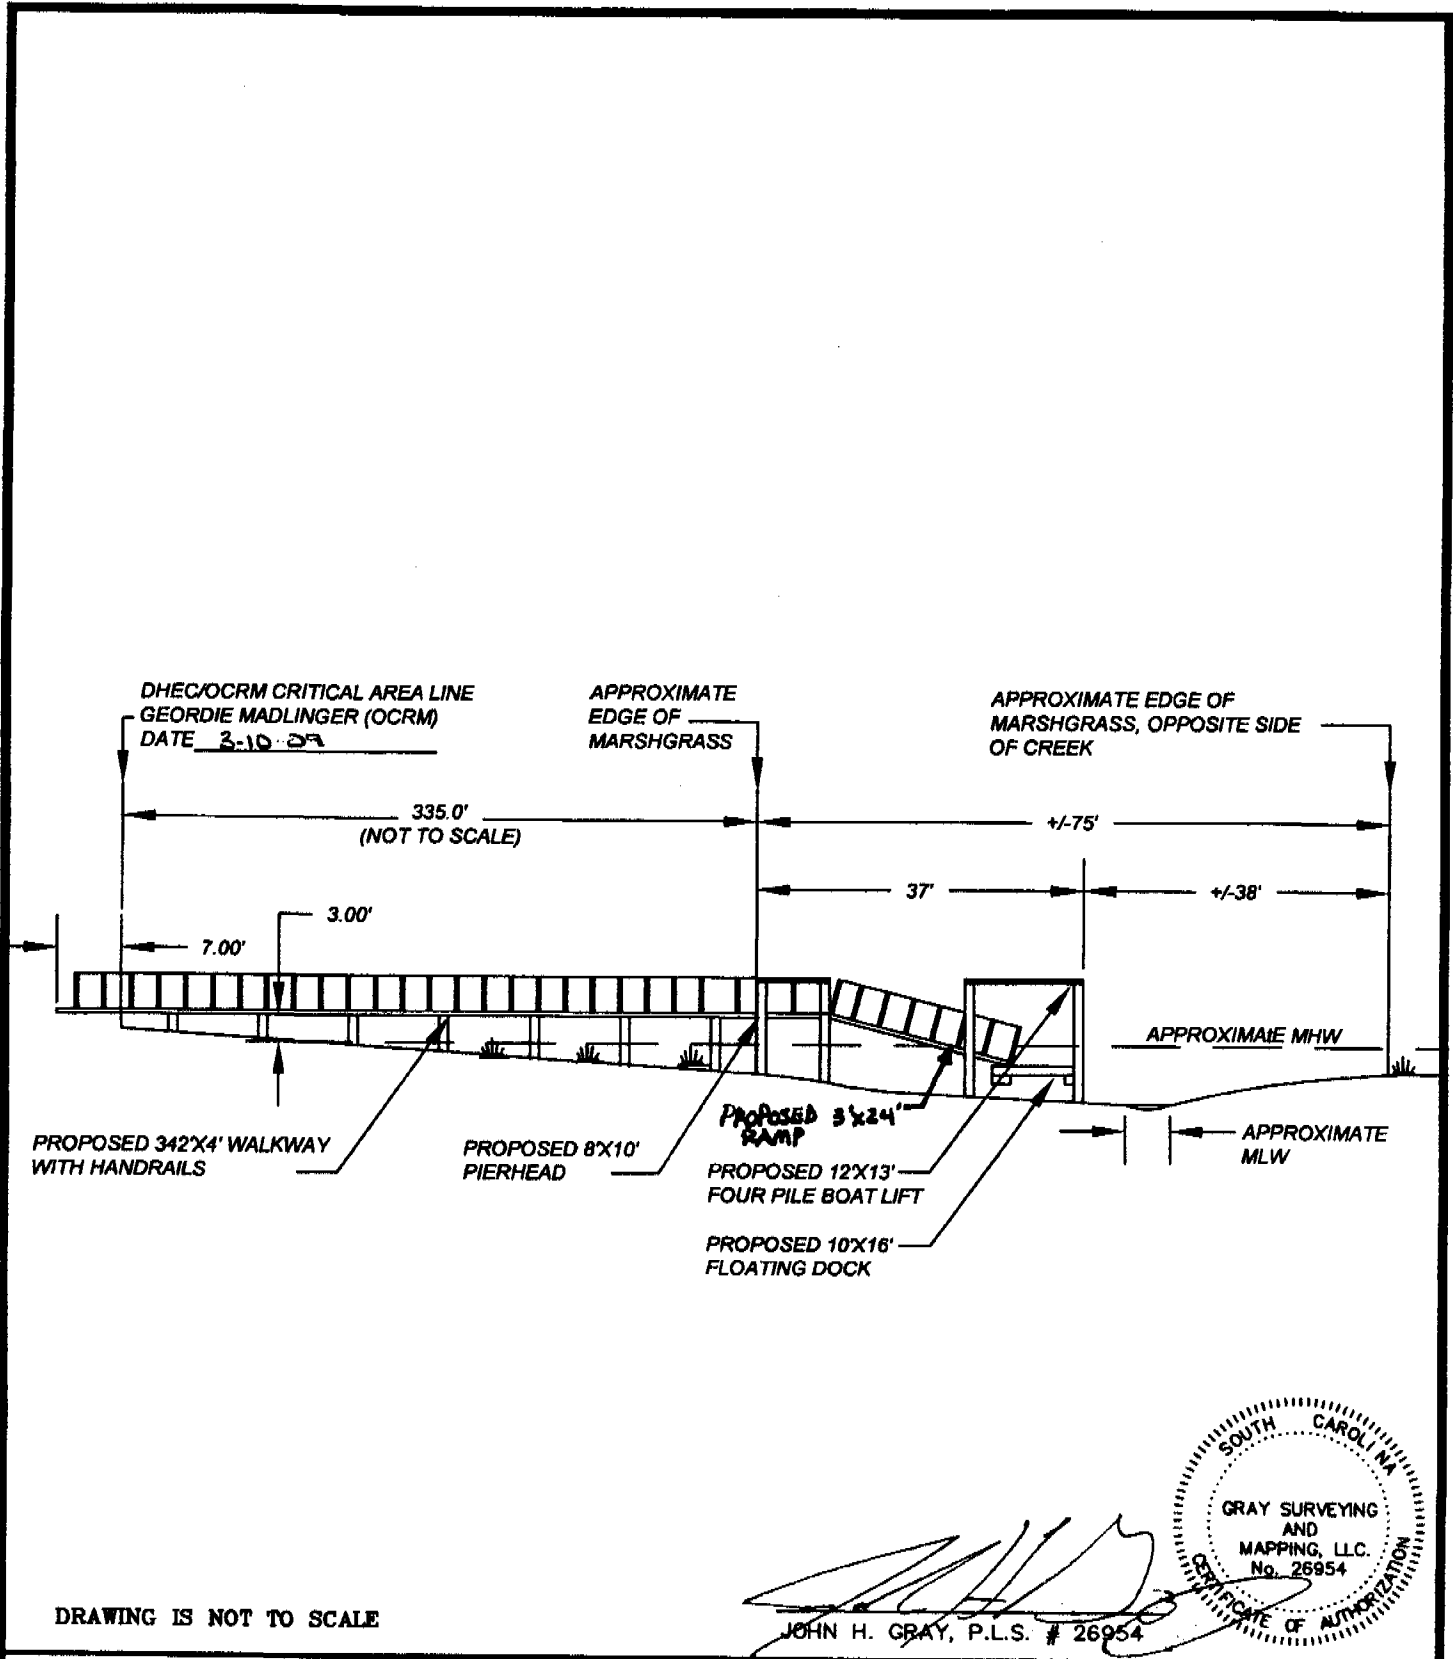 DHEC/OCRM CRITICAL AREA LINE
GEORDIE MADLINGER (OCRM)
DATE 3-10-09
APPROXIMATE
EDGE OF
MARSHGRASS
APPROXIMATE EDGE OF
MARSHGRASS, OPPOSITE SIDE
OF CREEK
335.0'
(NOT TO SCALE)
+/-75'
37'
+/-38'
3.00'
7.00'
APPROXIMATE MHW
PROPOSED 342'X4' WALKWAY
WITH HANDRAILS
PROPOSED 8'X10'
PIERHEAD
PROPOSED 3'x24'
RAMP
PROPOSED 12'X13'
FOUR PILE BOAT LIFT
PROPOSED 10'X16'
FLOATING DOCK
APPROXIMATE
MLW
SOUTH CAROLINA
GRAY SURVEYING
AND
MAPPING, LLC.
No. 26954
CERTIFICATE OF AUTHORIZATION
DRAWING IS NOT TO SCALE
JOHN H. GRAY, P.L.S. # 26954